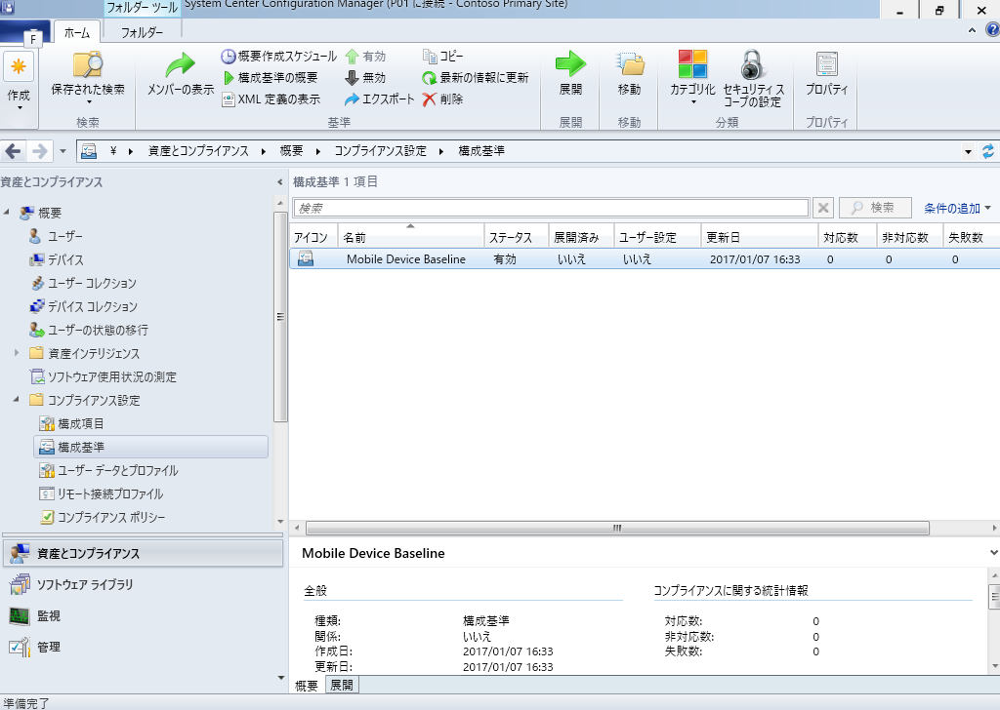 フォルダー ツール
System Center Configuration Manager (P01 に接続 - Contoso Primary Site)
F
ホーム
フォルダー
作成
保存された検索
検索
メンバーの表示
概要作成スケジュール
構成基準の概要
XML 定義の表示
有効
無効
エクスポート
コピー
最新の情報に更新
削除
基準
展開
展開
移動
移動
カテゴリ化
セキュリティ ス
コープの設定
分類
プロパティ
プロパティ
¥ ▸ 資産とコンプライアンス ▸ 概要 ▸ コンプライアンス設定 ▸ 構成基準
資産とコンプライアンス
概要
ユーザー
デバイス
ユーザー コレクション
デバイス コレクション
ユーザーの状態の移行
資産インテリジェンス
ソフトウェア使用状況の測定
コンプライアンス設定
構成項目
構成基準
ユーザー データとプロファイル
リモート接続プロファイル
コンプライアンス ポリシー
資産とコンプライアンス
ソフトウェア ライブラリ
監視
管理
構成基準 1 項目
検索
検索
条件の追加
アイコン 名前 ステータス 展開済み ユーザー設定 更新日 対応数 非対応数 失敗数
Mobile Device Baseline 有効 いいえ いいえ 2017/01/07 16:33 0 0 0
Mobile Device Baseline
全般
種類: 構成基準
関係: いいえ
作成日: 2017/01/07 16:33
更新日: 2017/01/07 16:33
コンプライアンスに関する統計情報
対応数: 0
非対応数: 0
失敗数: 0
概要 展開
準備完了